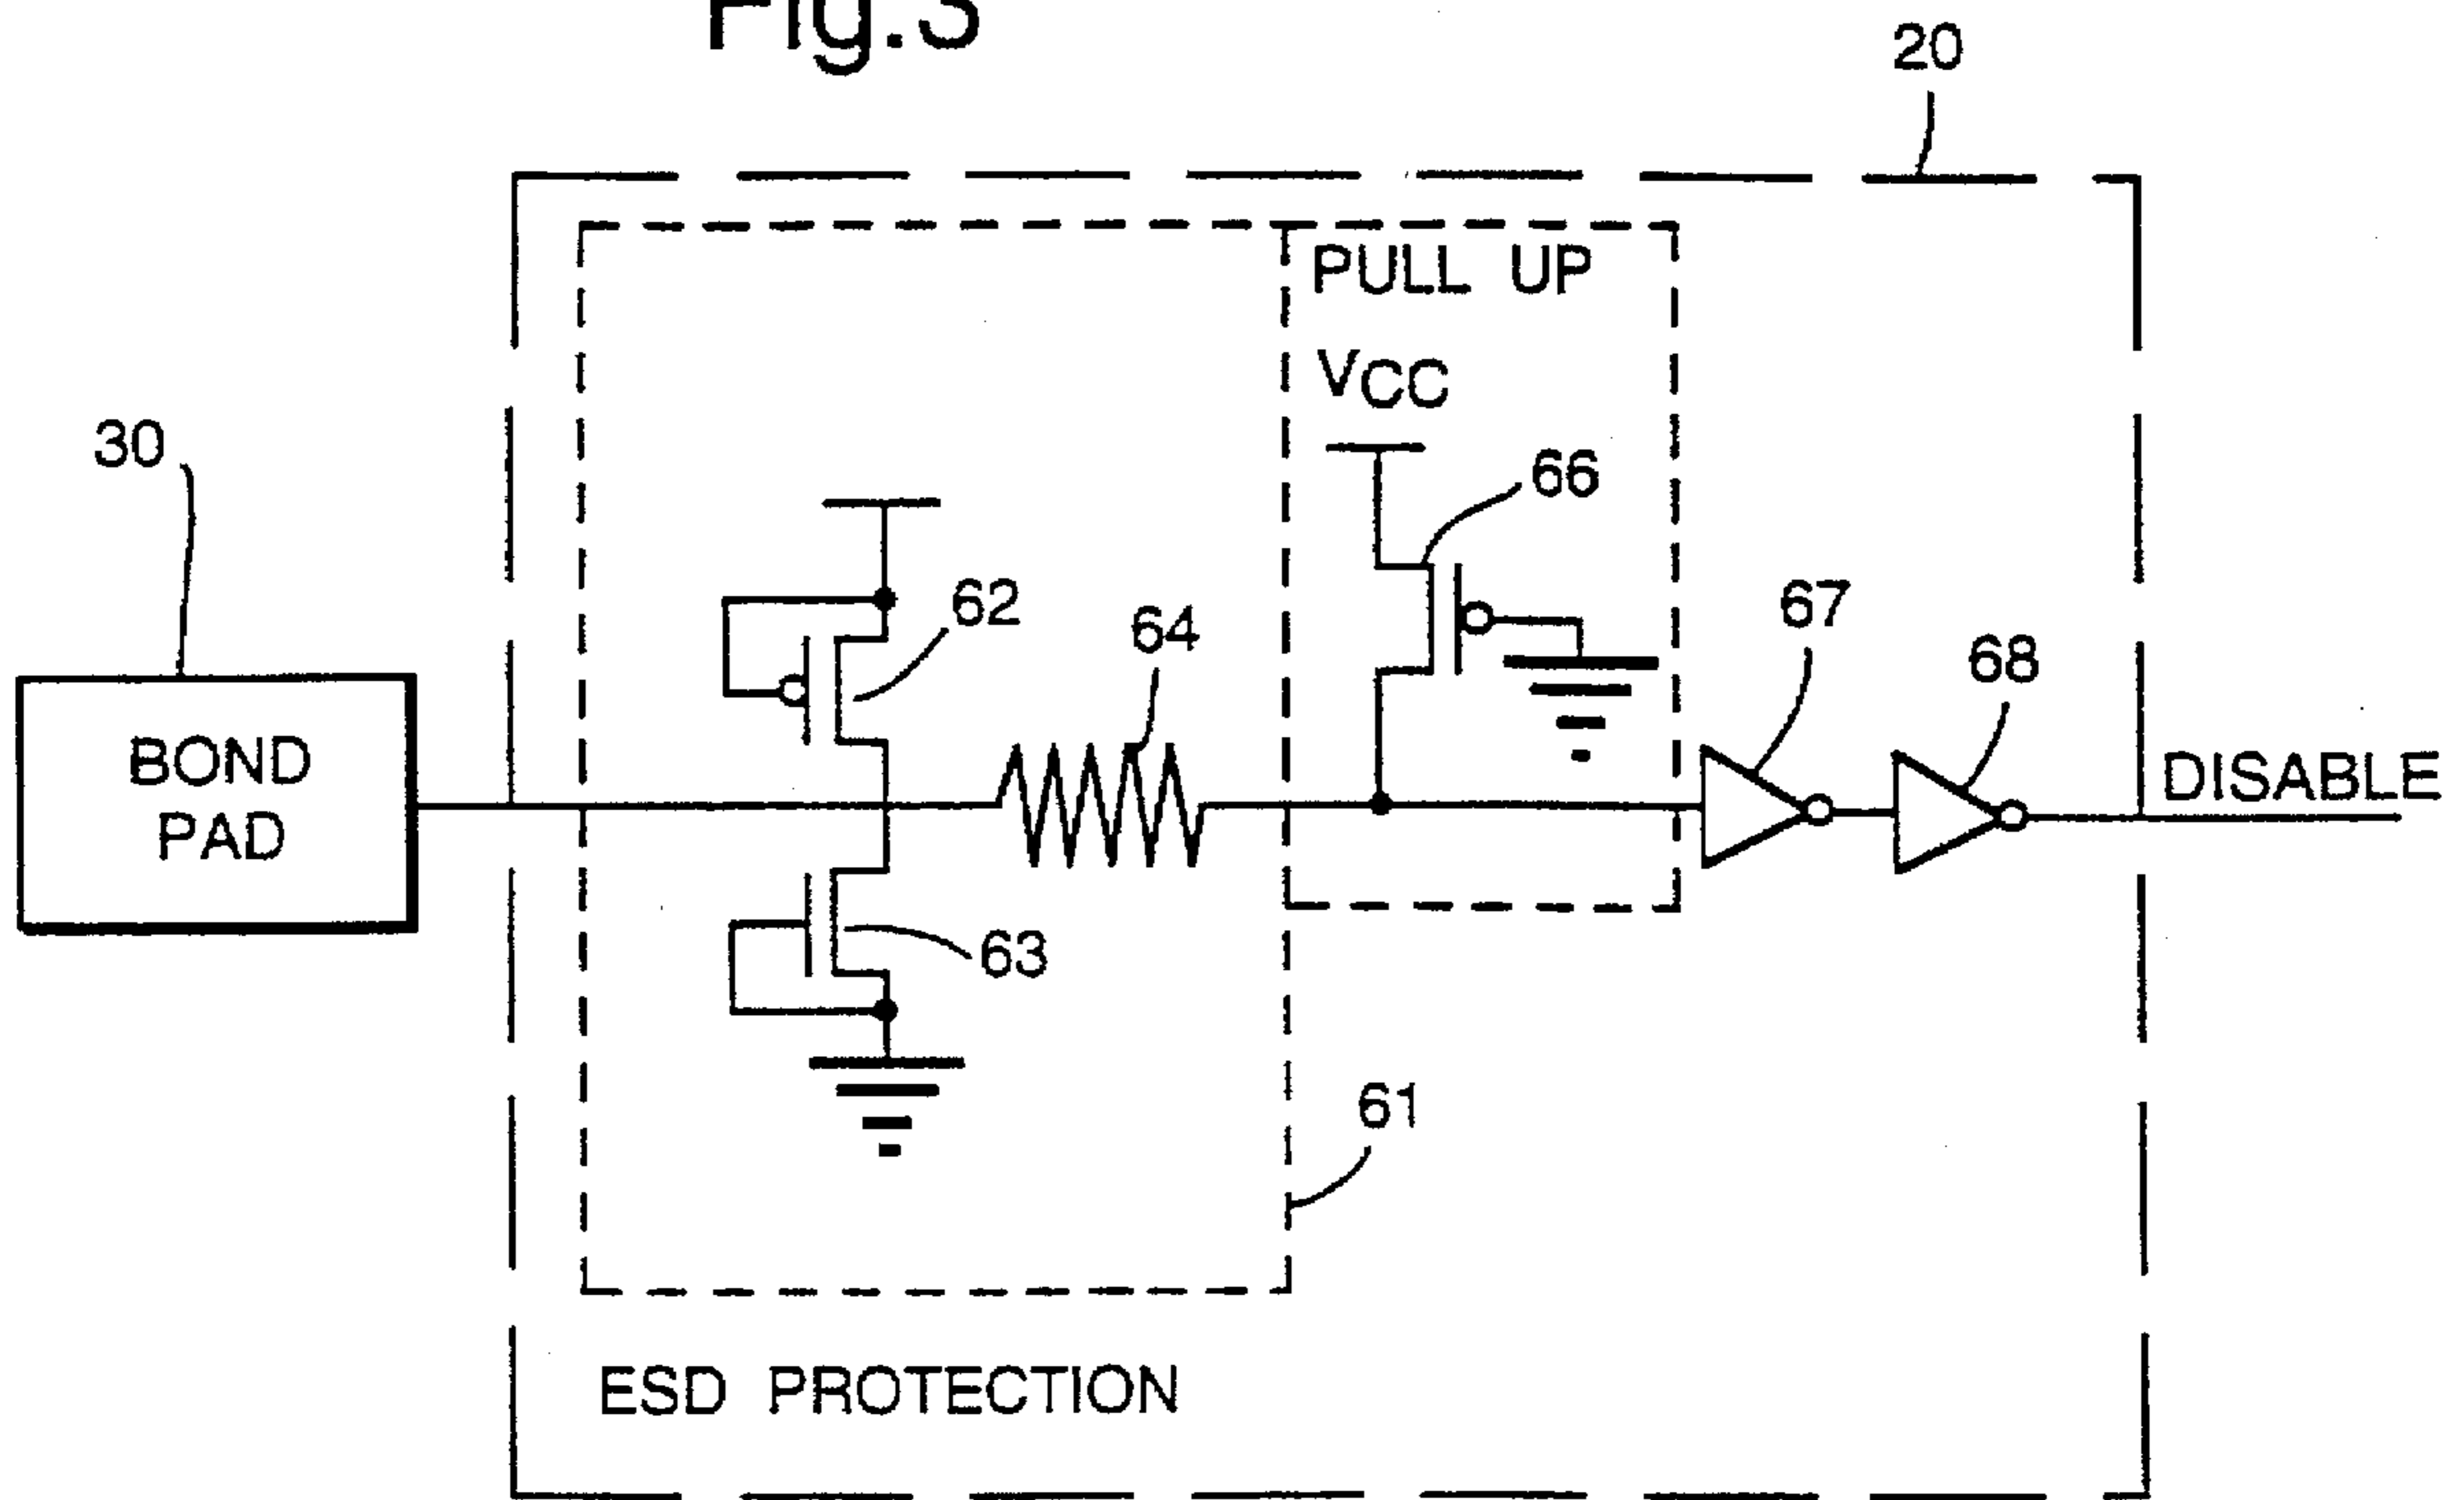 Fig.3
20
PULL UP
VCC
30
66
62
64
67
68
BOND
PAD
DISABLE
63
61
ESD PROTECTION